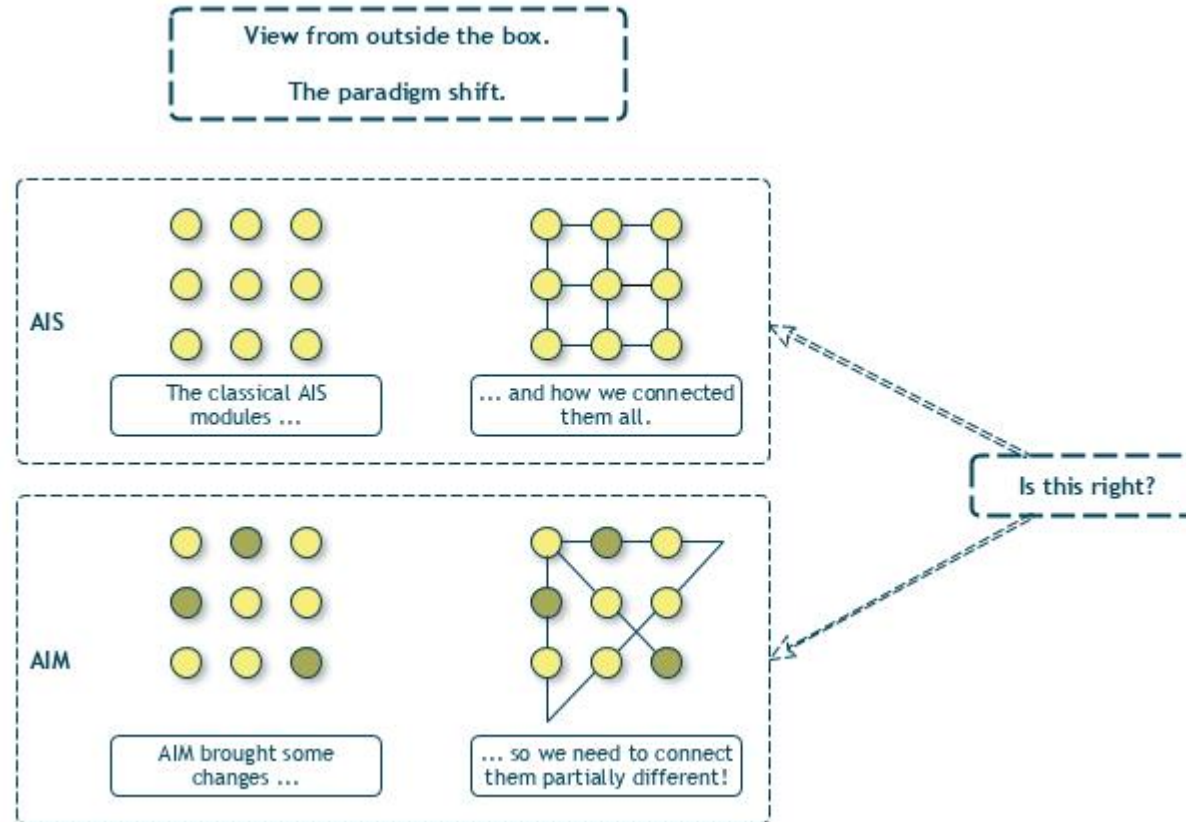 View from outside the box.
The paradigm shift.
AIS
The classical AIS
modules ...
... and how we connected
them all.
Is this right?
AIM
AIM brought some
changes ...
... so we need to connect
them partially different!